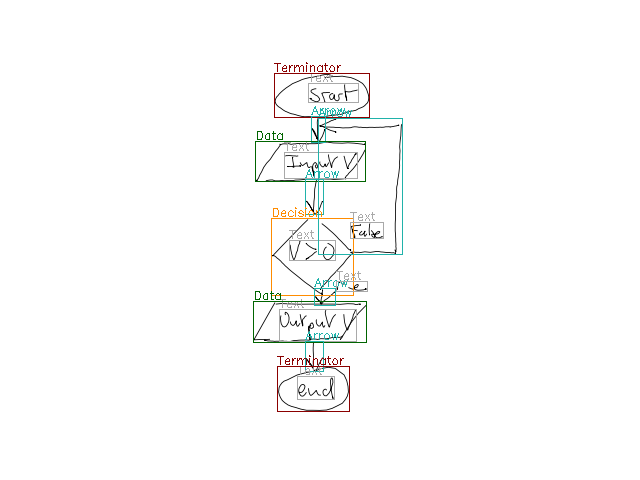 Terminator
Text
Start
Arrow
Arrow
Data
Text
Input V
Arrow
Decision
Text
False
Text
V > 0
Text
Arrow
Data
Text
Output V
Arrow
Terminator
Text
end